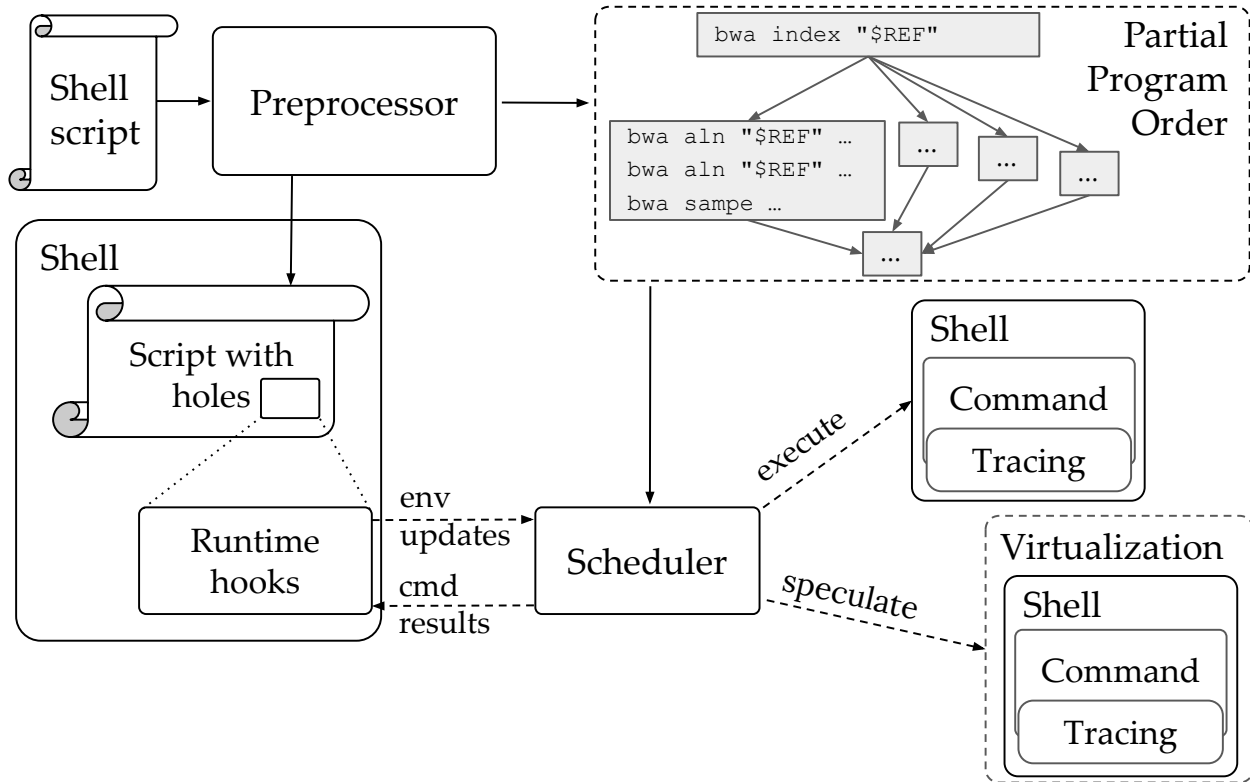 Shell
script
Preprocessor
bwa index "$REF"
Partial
Program
Order
bwa aln "$REF" …
bwa aln "$REF" …
bwa sampe …
...
...
...
...
Shell
Script with
holes
Runtime
hooks
env
updates
cmd
results
Scheduler
execute
speculate
Shell
Command
Tracing
Virtualization
Shell
Command
Tracing